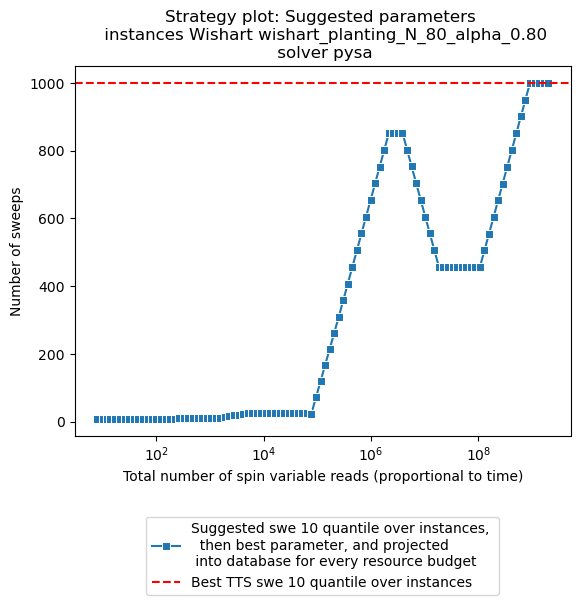 Strategy plot: Suggested parameters
instances Wishart wishart_planting_N_80_alpha_0.80
solver pysa
Number of sweeps
1000
800
600
400
200
0
10^2
10^4
10^6
10^8
Total number of spin variable reads (proportional to time)
Suggested swe 10 quantile over instances,
then best parameter, and projected
into database for every resource budget
Best TTS swe 10 quantile over instances